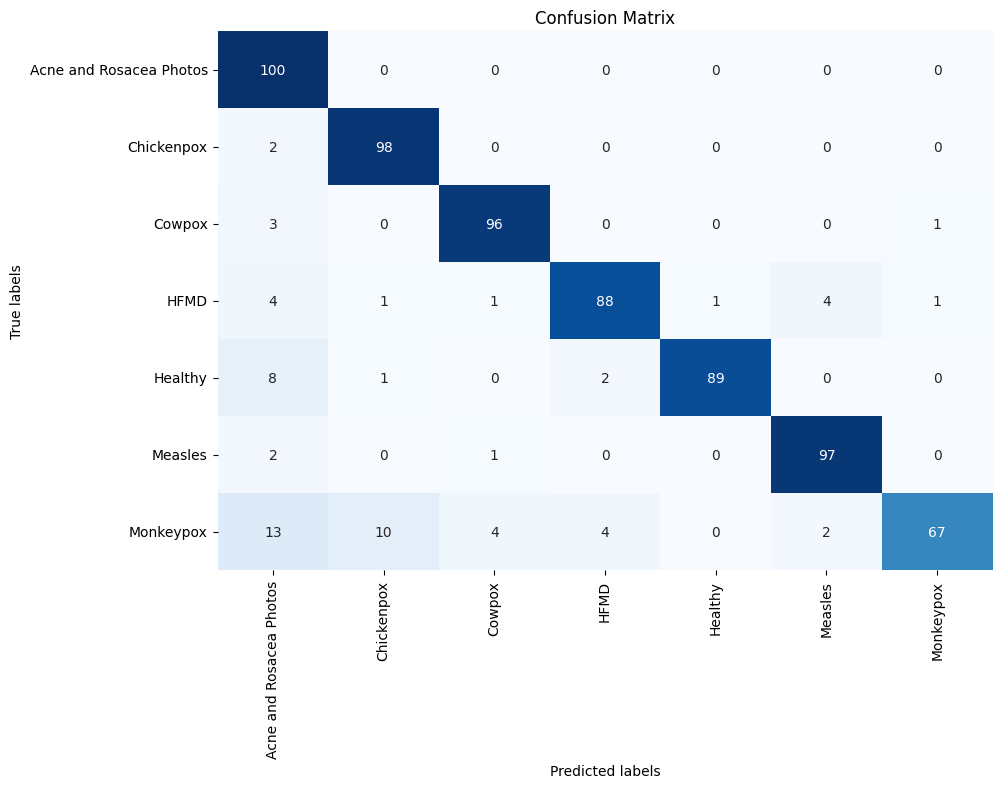 Confusion Matrix
True labels
Acne and Rosacea Photos 100 0 0 0 0 0 0
Chickenpox 2 98 0 0 0 0 0
Cowpox 3 0 96 0 0 0 1
HFMD 4 1 1 88 1 4 1
Healthy 8 1 0 2 89 0 0
Measles 2 0 1 0 0 97 0
Monkeypox 13 10 4 4 0 2 67
Acne and Rosacea Photos
Chickenpox
Cowpox
HFMD
Healthy
Measles
Monkeypox
Predicted labels